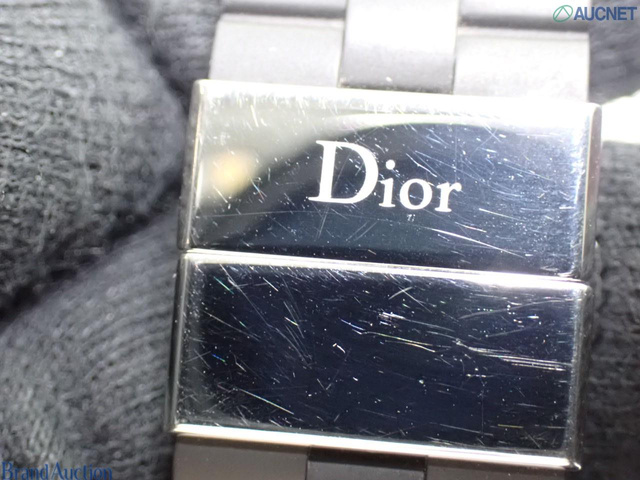 AUCNET
Dior
Brand Auction